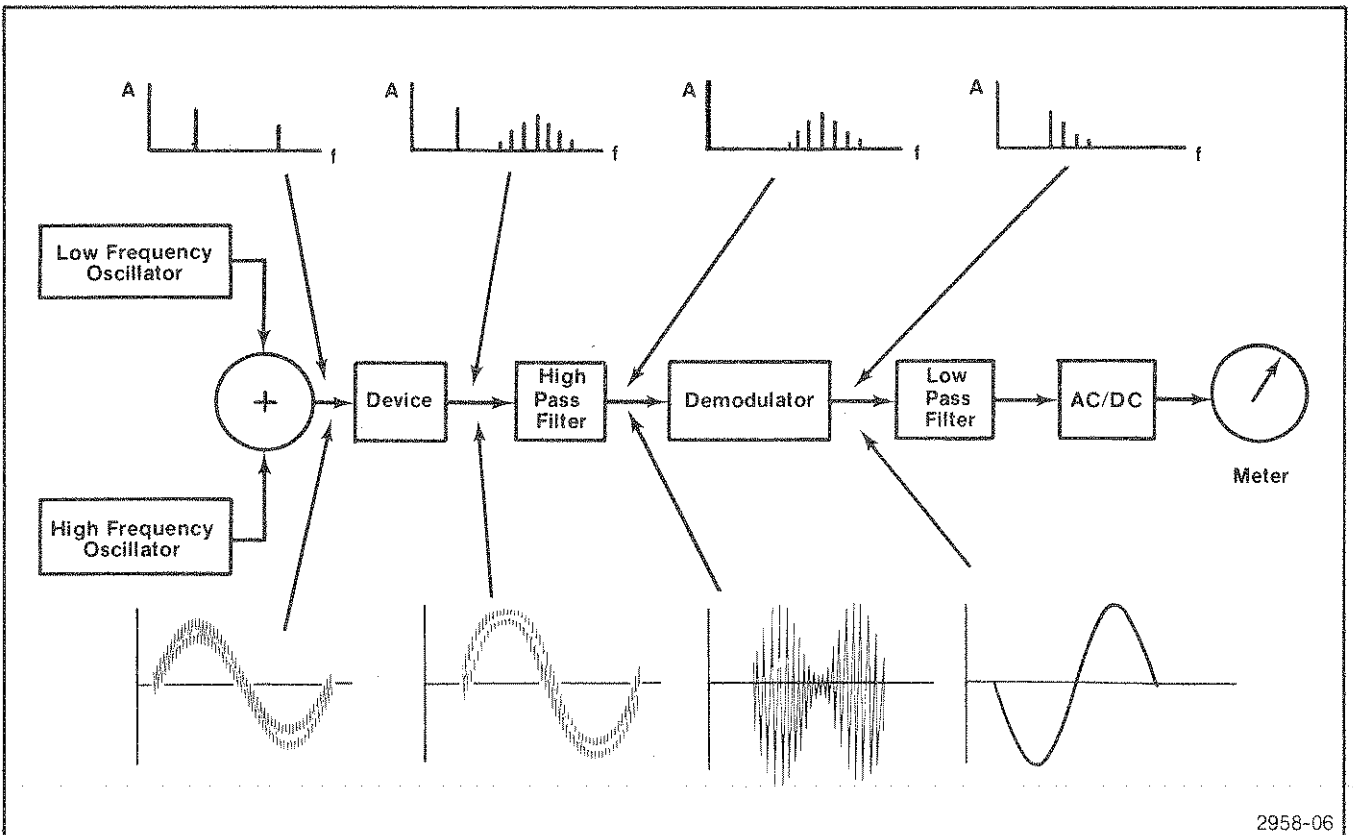 A
f
A
f
A
f
A
f
Low Frequency
Oscillator
+
Device
High
Pass
Filter
Demodulator
Low
Pass
Filter
AC/DC
Meter
High Frequency
Oscillator
2958-06